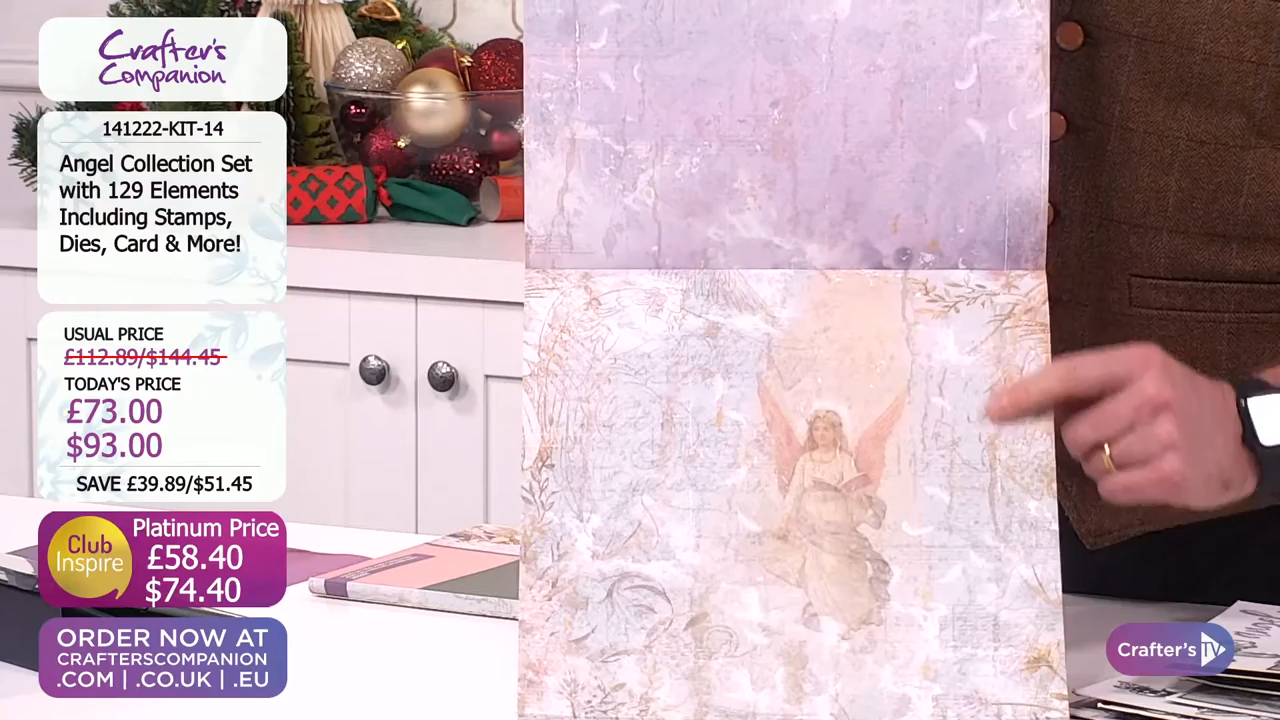 Crafter's
Companion
141222-KIT-14
Angel Collection Set
with 129 Elements
Including Stamps,
Dies, Card & More!
USUAL PRICE
£112.89/$144.45
TODAY'S PRICE
£73.00
$93.00
SAVE £39.89/$51.45
Club
Inspire
Platinum Price
£58.40
$74.40
ORDER NOW AT
CRAFTERSCOMPANION
.COM | .CO.UK | .EU
Crafter's TV